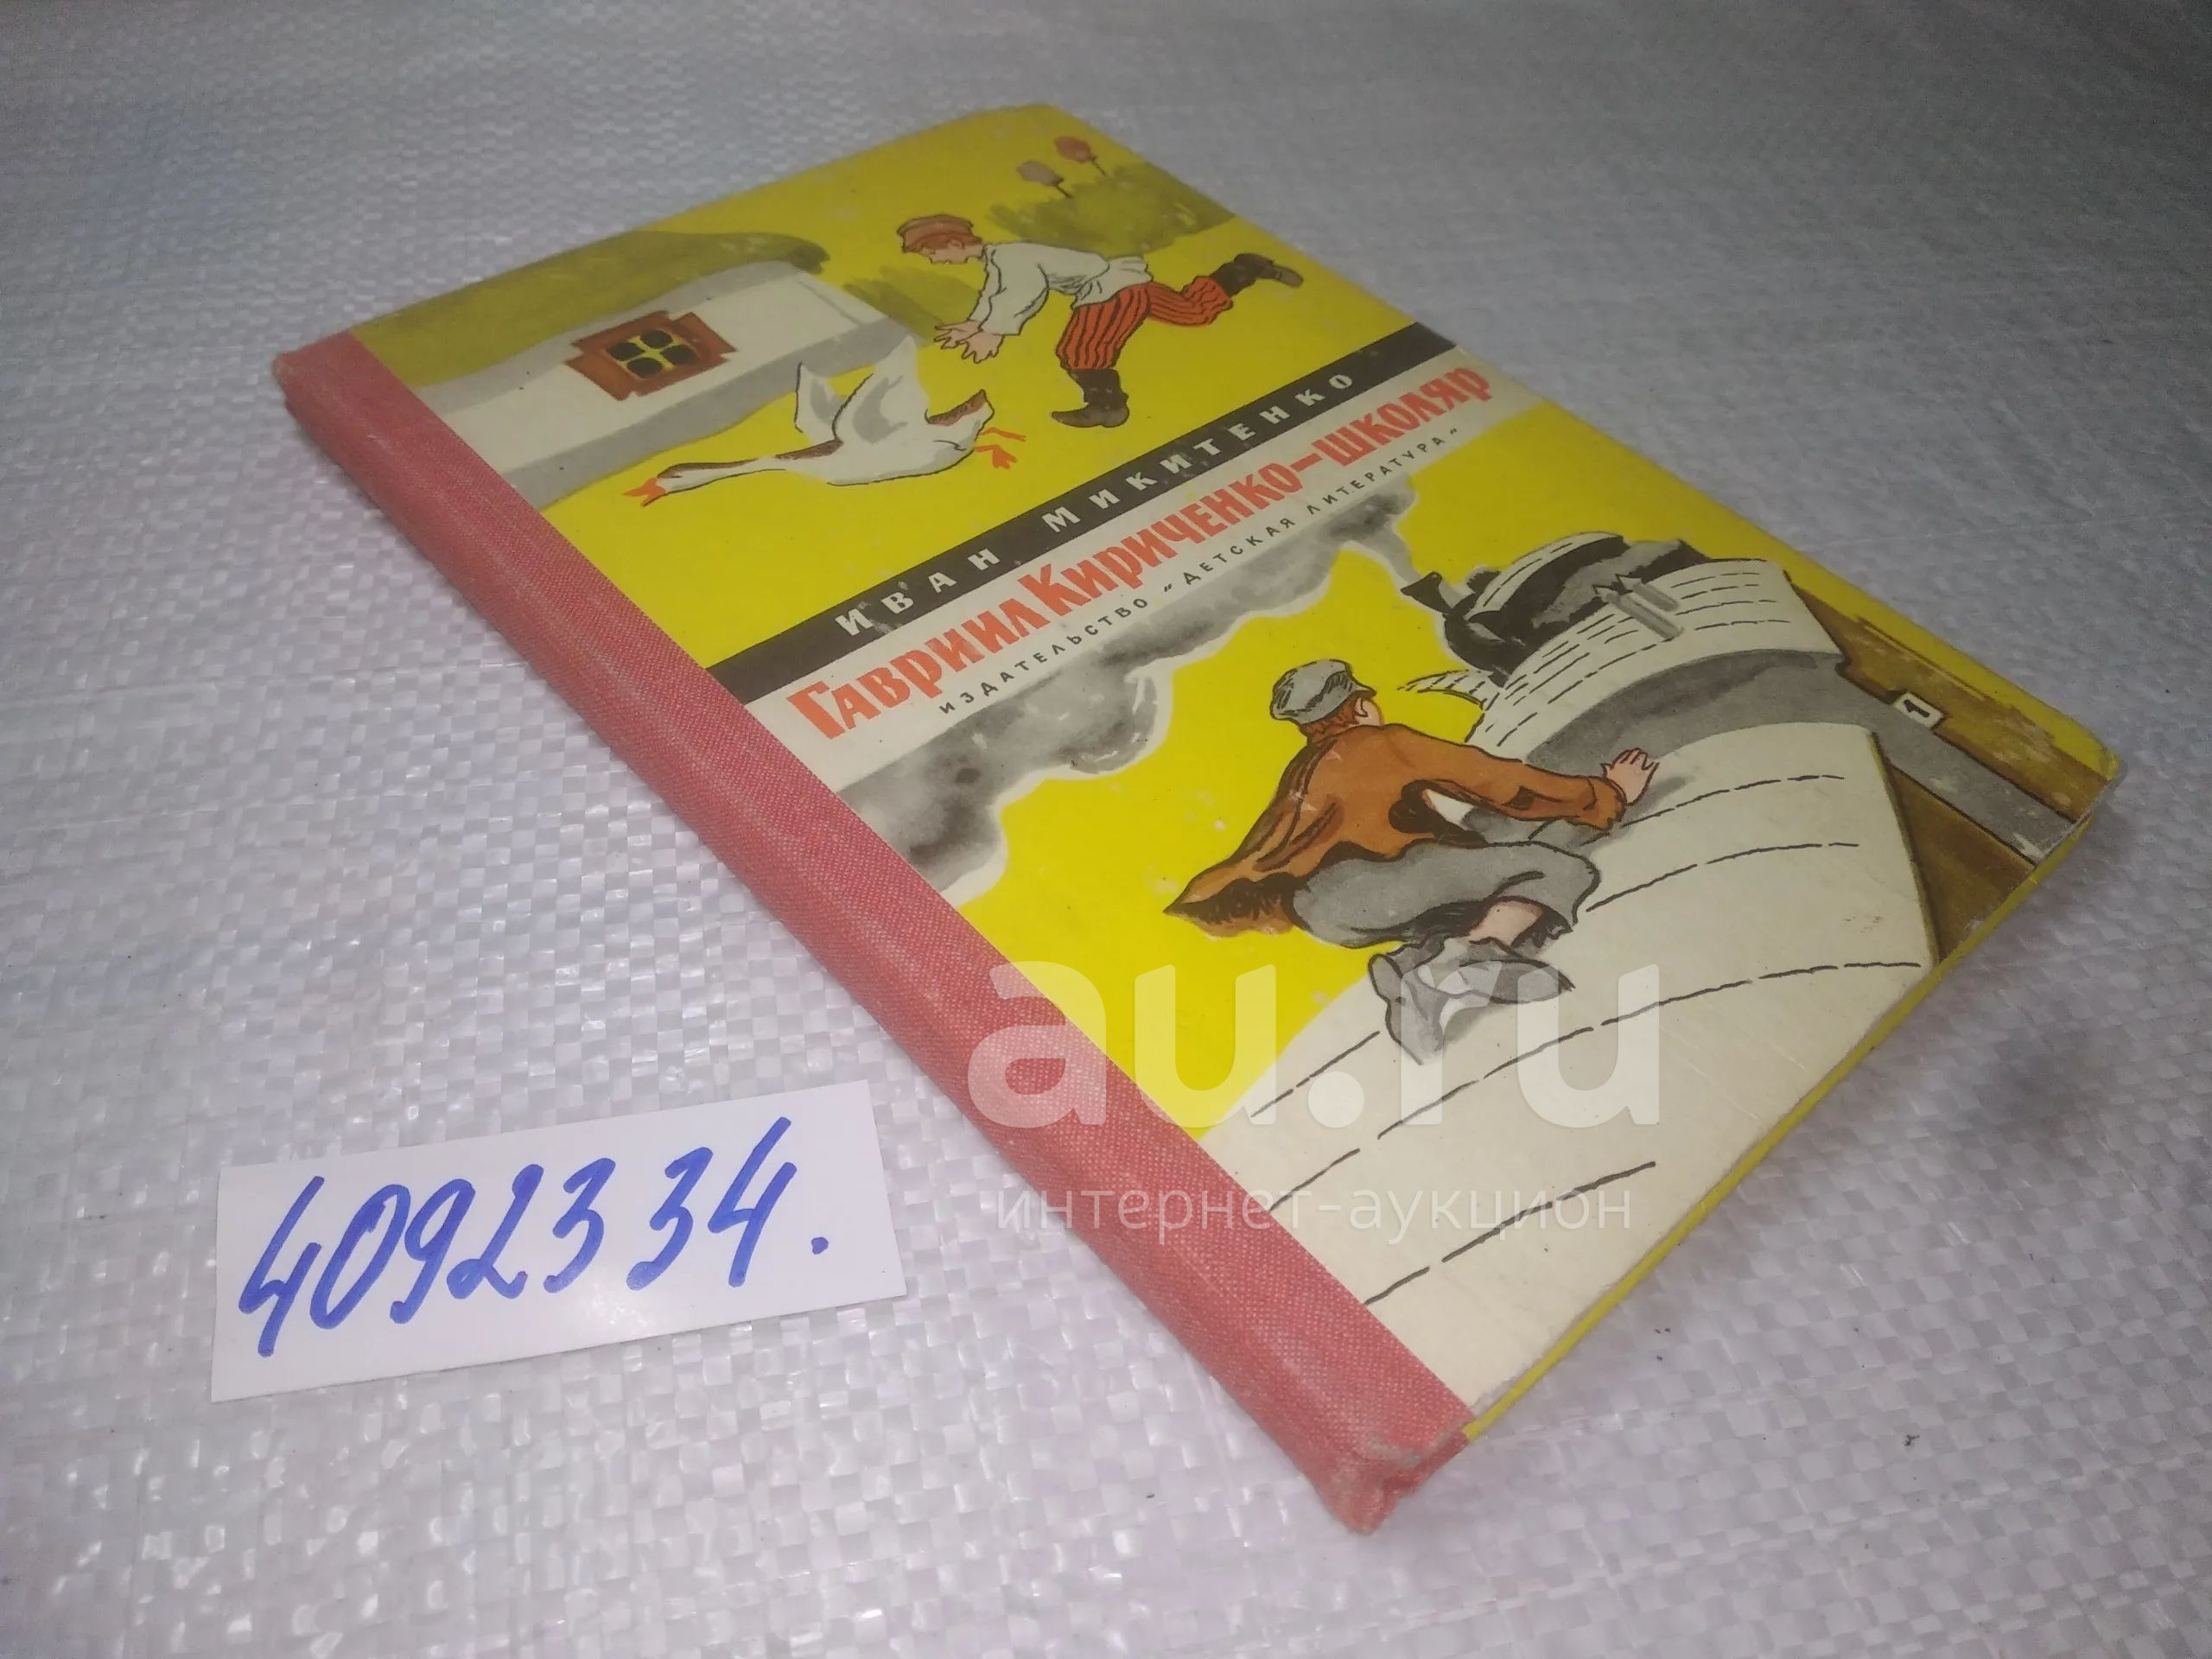 ИВАН МИКИТЕНКО
ГАВРИИЛ КИРИЧЕНКО—ШКОЛЯР
ИЗДАТЕЛЬСТВО „ДЕТСКАЯ ЛИТЕРАТУРА“
1
au.ru
интернет-аукцион
4092334.